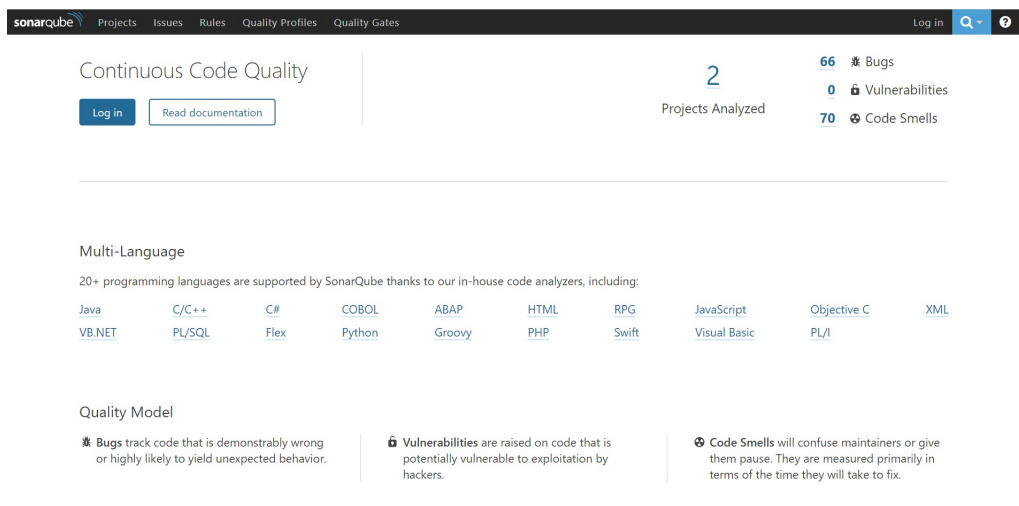 sonarqube Projects Issues Rules Quality Profiles Quality Gates Log in ?
Continuous Code Quality
Log in Read documentation
2
Projects Analyzed
66 Bugs
0 Vulnerabilities
70 Code Smells
Multi-Language
20+ programming languages are supported by SonarQube thanks to our in-house code analyzers, including:
Java C/C++ C# COBOL ABAP HTML RPG JavaScript Objective C XML
VB.NET PL/SQL Flex Python Groovy PHP Swift Visual Basic PL/I
Quality Model
Bugs track code that is demonstrably wrong
or highly likely to yield unexpected behavior.
Vulnerabilities are raised on code that is
potentially vulnerable to exploitation by
hackers.
Code Smells will confuse maintainers or give
them pause. They are measured primarily in
terms of the time they will take to fix.